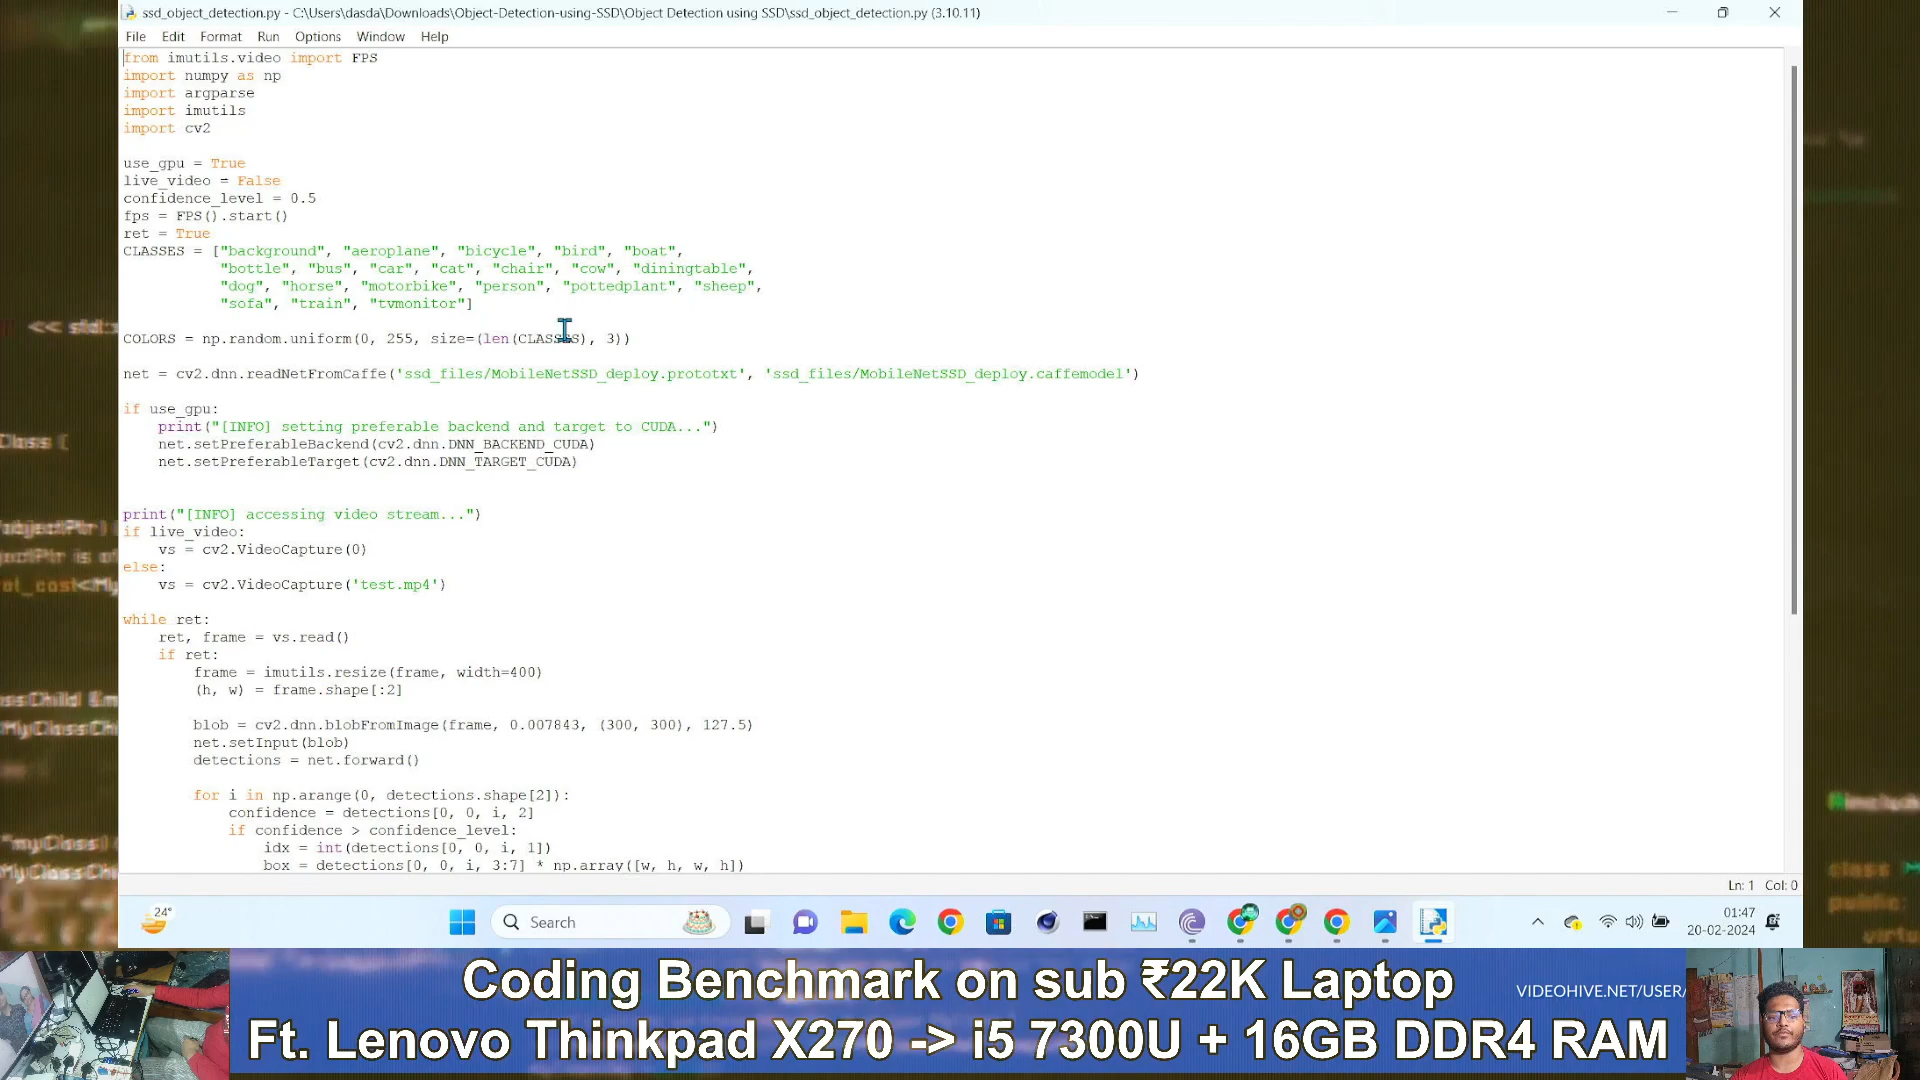 ssd_object_detection.py - C:\Users\dasda\Downloads\Object-Detection-using-SSD\Object Detection using SSD\ssd_object_detection.py (3.10.11)
File Edit Format Run Options Window Help
from imutils.video import FPS
import numpy as np
import argparse
import imutils
import cv2
use_gpu = True
live_video = False
confidence_level = 0.5
fps = FPS().start()
ret = True
CLASSES = ["background", "aeroplane", "bicycle", "bird", "boat",
"bottle", "bus", "car", "cat", "chair", "cow", "diningtable",
"dog", "horse", "motorbike", "person", "pottedplant", "sheep",
"sofa", "train", "tvmonitor"]
COLORS = np.random.uniform(0, 255, size=(len(CLASSES), 3))
net = cv2.dnn.readNetFromCaffe('ssd_files/MobileNetSSD_deploy.prototxt', 'ssd_files/MobileNetSSD_deploy.caffemodel')
if use_gpu:
print("[INFO] setting preferable backend and target to CUDA...")
net.setPreferableBackend(cv2.dnn.DNN_BACKEND_CUDA)
net.setPreferableTarget(cv2.dnn.DNN_TARGET_CUDA)
print("[INFO] accessing video stream...")
if live_video:
vs = cv2.VideoCapture(0)
else:
vs = cv2.VideoCapture('test.mp4')
while ret:
ret, frame = vs.read()
if ret:
frame = imutils.resize(frame, width=400)
(h, w) = frame.shape[:2]
blob = cv2.dnn.blobFromImage(frame, 0.007843, (300, 300), 127.5)
net.setInput(blob)
detections = net.forward()
for i in np.arange(0, detections.shape[2]):
confidence = detections[0, 0, i, 2]
if confidence > confidence_level:
idx = int(detections[0, 0, i, 1])
box = detections[0, 0, i, 3:7] * np.array([w, h, w, h])
Ln: 1 Col: 0
24°
Search
01:47
20-02-2024
Coding Benchmark on sub ₹22K Laptop
VIDEOHIVE.NET/USER/
Ft. Lenovo Thinkpad X270 -> i5 7300U + 16GB DDR4 RAM